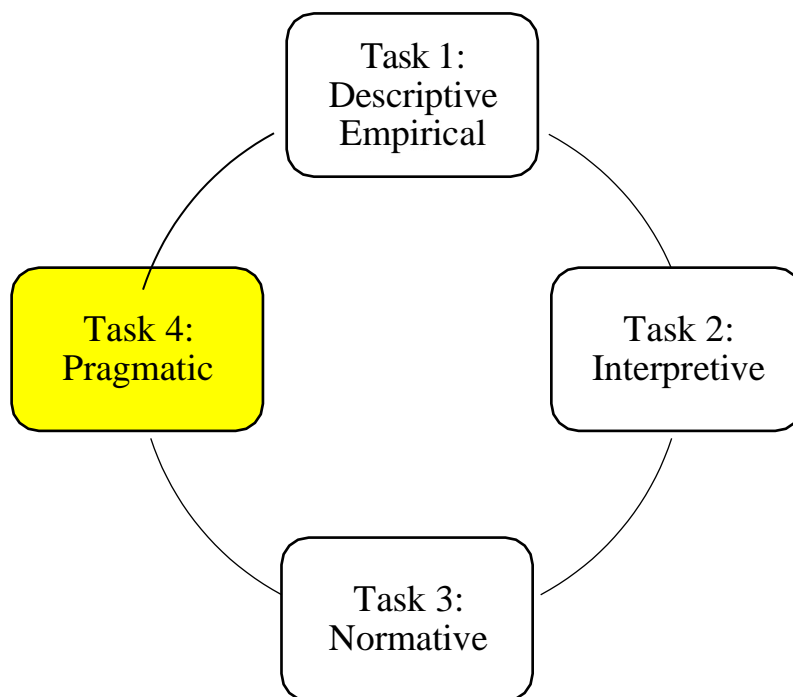 Task 1:
Descriptive
Empirical
Task 2:
Interpretive
Task 3:
Normative
Task 4:
Pragmatic